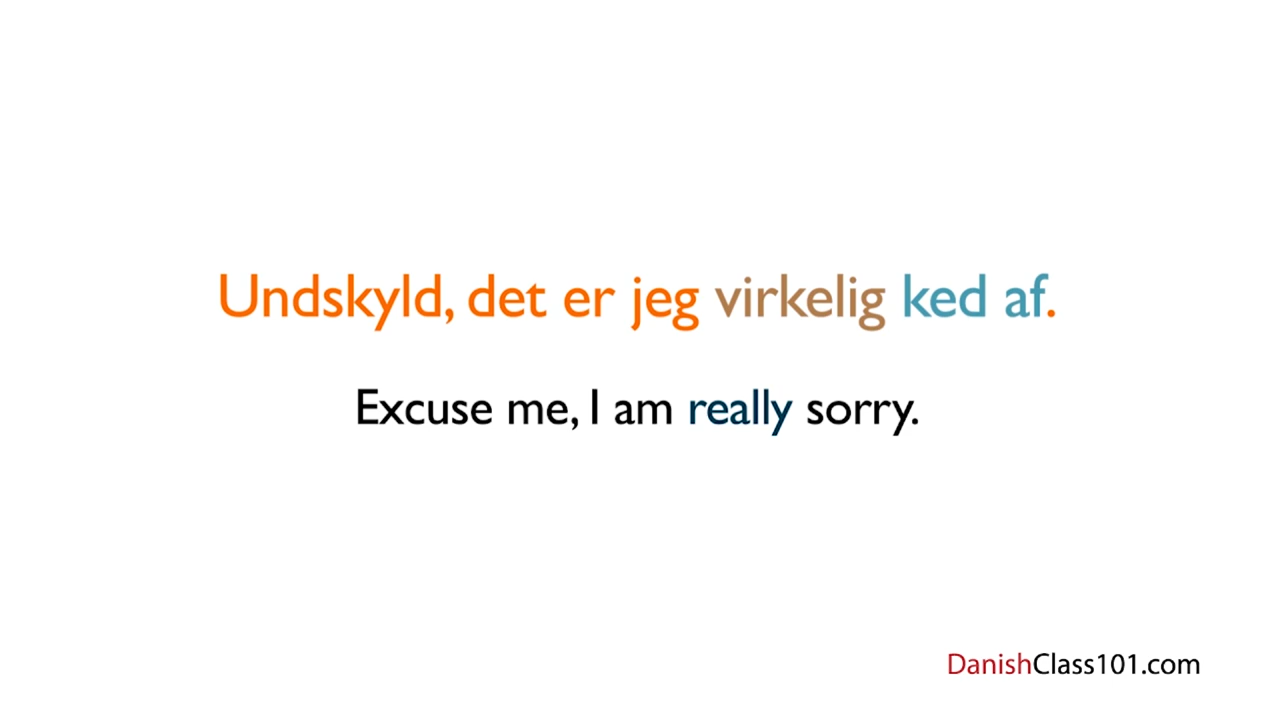 Undskyld, det er jeg virkelig ked af.
Excuse me, I am really sorry.
DanishClass101.com